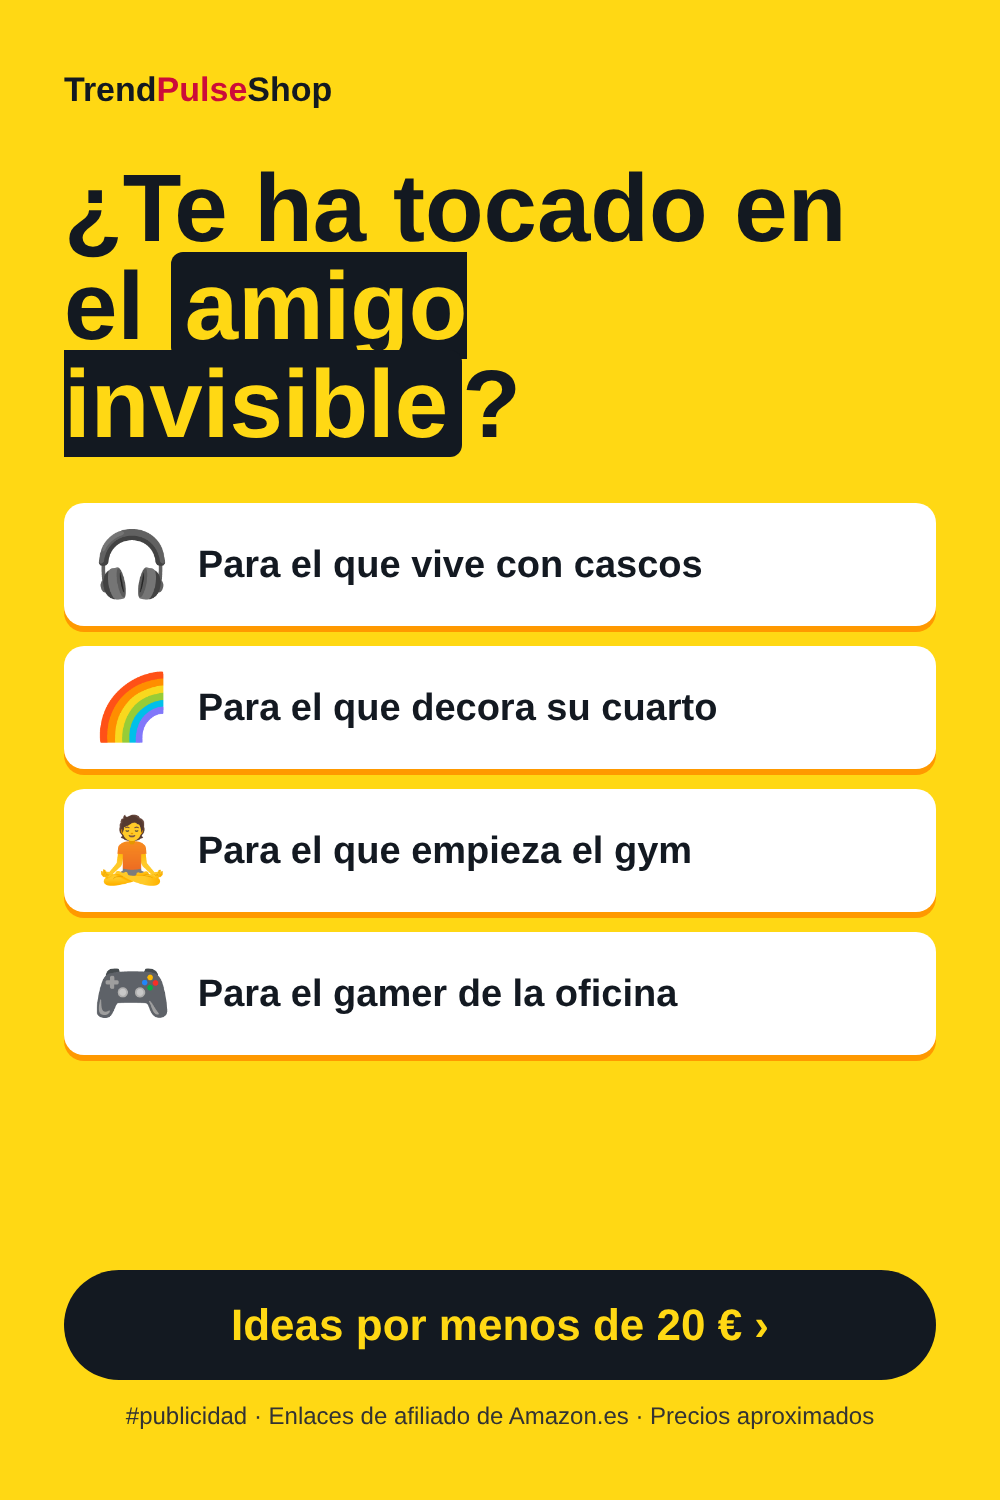 TrendPulseShop
¿Te ha tocado en
el amigo
invisible?
Para el que vive con cascos
Para el que decora su cuarto
Para el que empieza el gym
Para el gamer de la oficina
Ideas por menos de 20 € ›
#publicidad · Enlaces de afiliado de Amazon.es · Precios aproximados